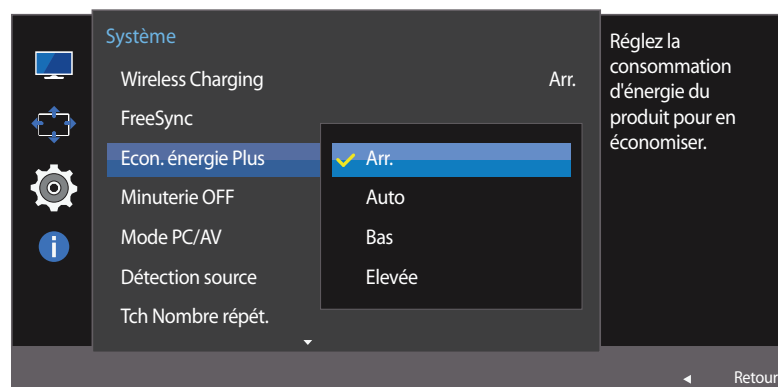 Système
Wireless Charging Arr.
FreeSync
Econ. énergie Plus
Arr.
Minuterie OFF
Auto
Mode PC/AV
Bas
Détection source
Elevée
Tch Nombre répét.
Réglez la
consommation
d'énergie du
produit pour en
économiser.
Retour